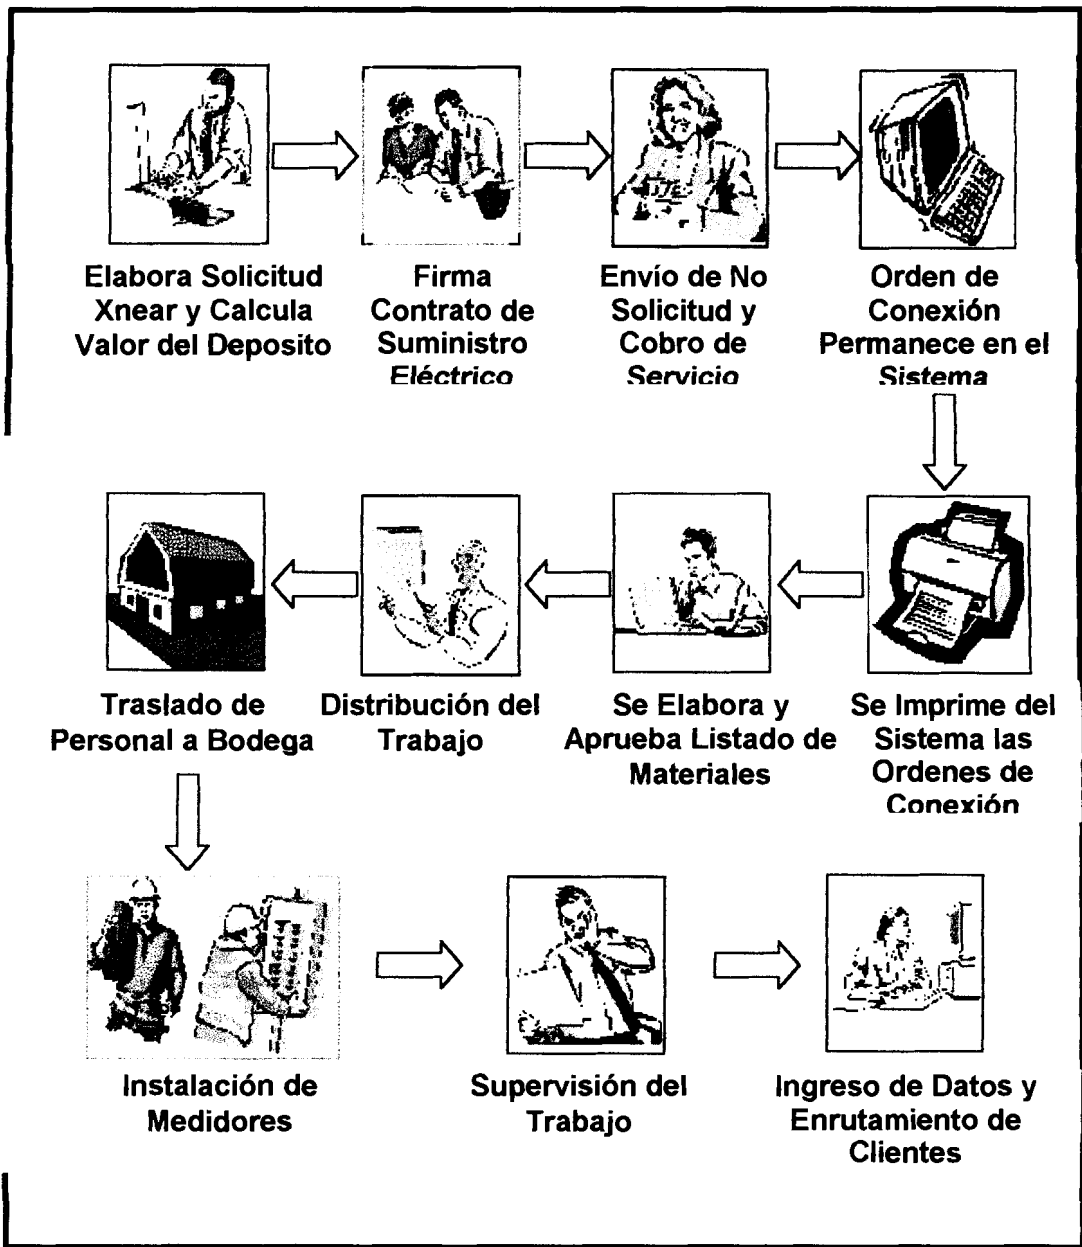 Elabora Solicitud
Xnear y Calcula
Valor del Deposito
Firma
Contrato de
Suministro
Eléctrico
Envío de No
Solicitud y
Cobro de
Servicio
Orden de
Conexión
Permanece en el
Sistema
Se Imprime del
Sistema las
Ordenes de
Conexión
Se Elabora y
Aprueba Listado de
Materiales
Distribución del
Trabajo
Traslado de
Personal a Bodega
Instalación de
Medidores
Supervisión del
Trabajo
Ingreso de Datos y
Enrutamiento de
Clientes